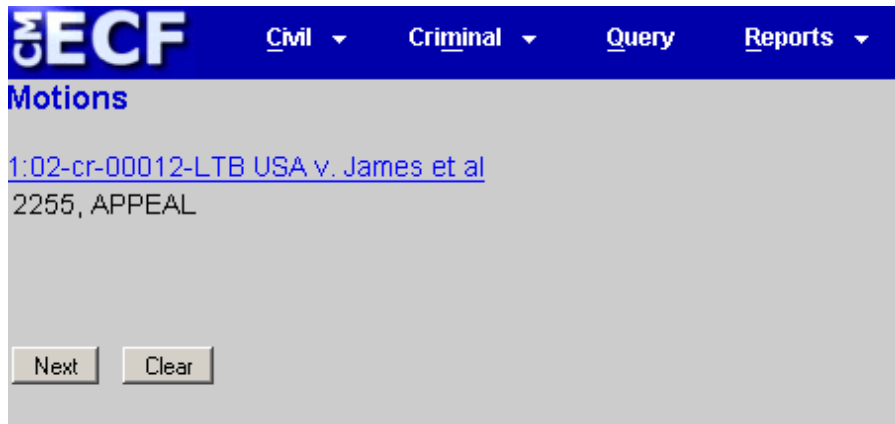 CM ECF Civil Criminal Query Reports
Motions
1:02-cr-00012-LTB USA v. James et al
2255, APPEAL
Next Clear